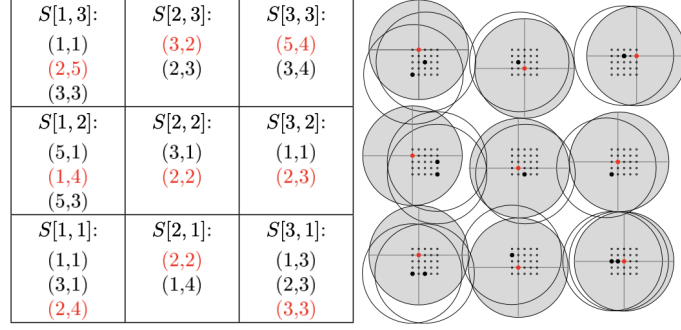 S[1, 3]: S[2, 3]: S[3, 3]:
(1,1) (3,2) (5,4)
(2,5) (2,3) (3,4)
(3,3)
S[1, 2]: S[2, 2]: S[3, 2]:
(5,1) (3,1) (1,1)
(1,4) (2,2) (2,3)
(5,3)
S[1, 1]: S[2, 1]: S[3, 1]:
(1,1) (2,2) (1,3)
(3,1) (1,4) (2,3)
(2,4) (3,3)